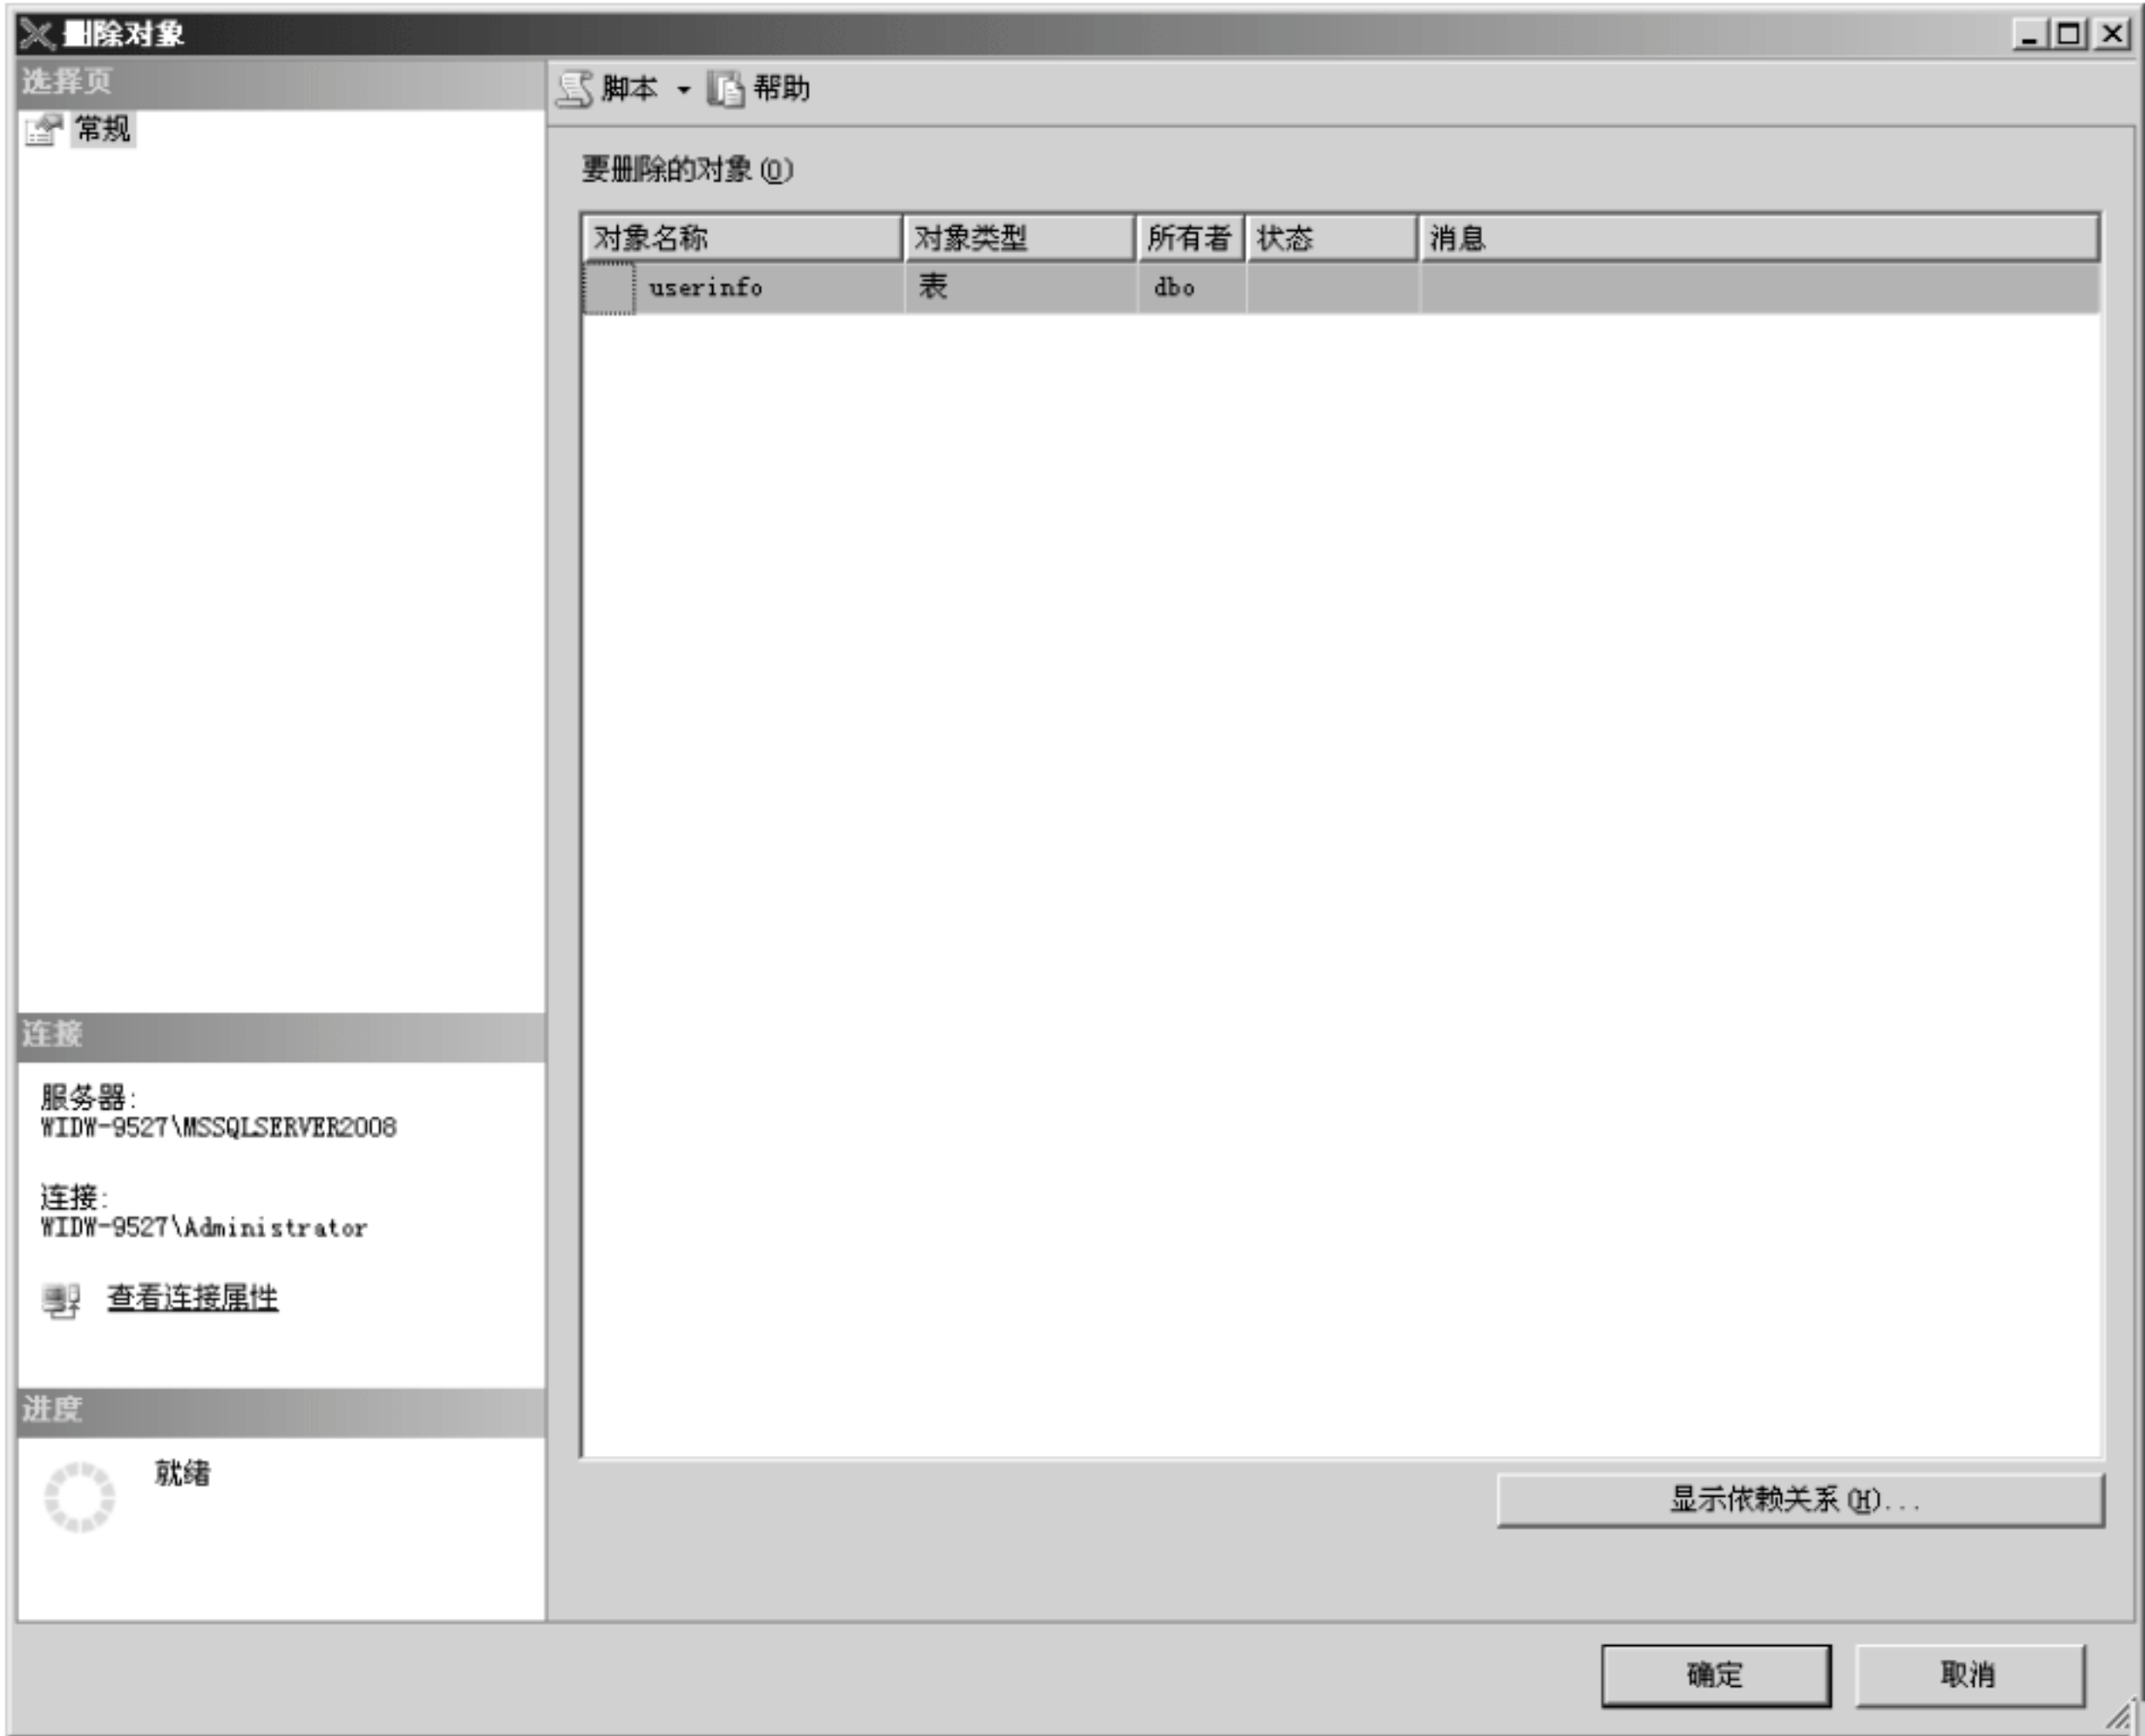 删除对象
选择页
常规
脚本 帮助
要删除的对象(O)
对象名称 对象类型 所有者 状态 消息
userinfo 表 dbo
连接
服务器:
WIDW-9527\MSSQLSERVER2008
连接:
WIDW-9527\Administrator
查看连接属性
进度
就绪
显示依赖关系(H)...
确定 取消